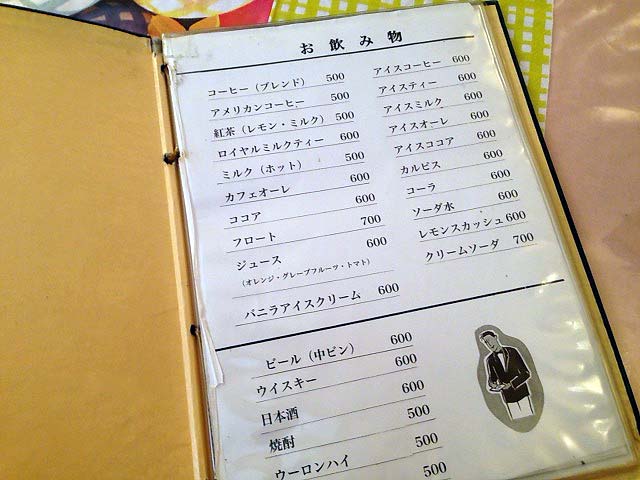 お飲み物
コーヒー（ブレンド） 500
アメリカンコーヒー 500
紅茶（レモン・ミルク） 500
ロイヤルミルクティー 600
ミルク（ホット） 500
カフェオーレ 600
ココア 600
フロート 700
ジュース 600
（オレンジ・グレープフルーツ・トマト）
バニラアイスクリーム 600
アイスコーヒー 600
アイスティー 600
アイスミルク 600
アイスオーレ 600
アイスココア 600
カルピス 600
コーラ 600
ソーダ水 600
レモンスカッシュ 600
クリームソーダ 700
ビール（中ビン） 600
ウイスキー 600
日本酒 600
焼酎 500
ウーロンハイ 500
500